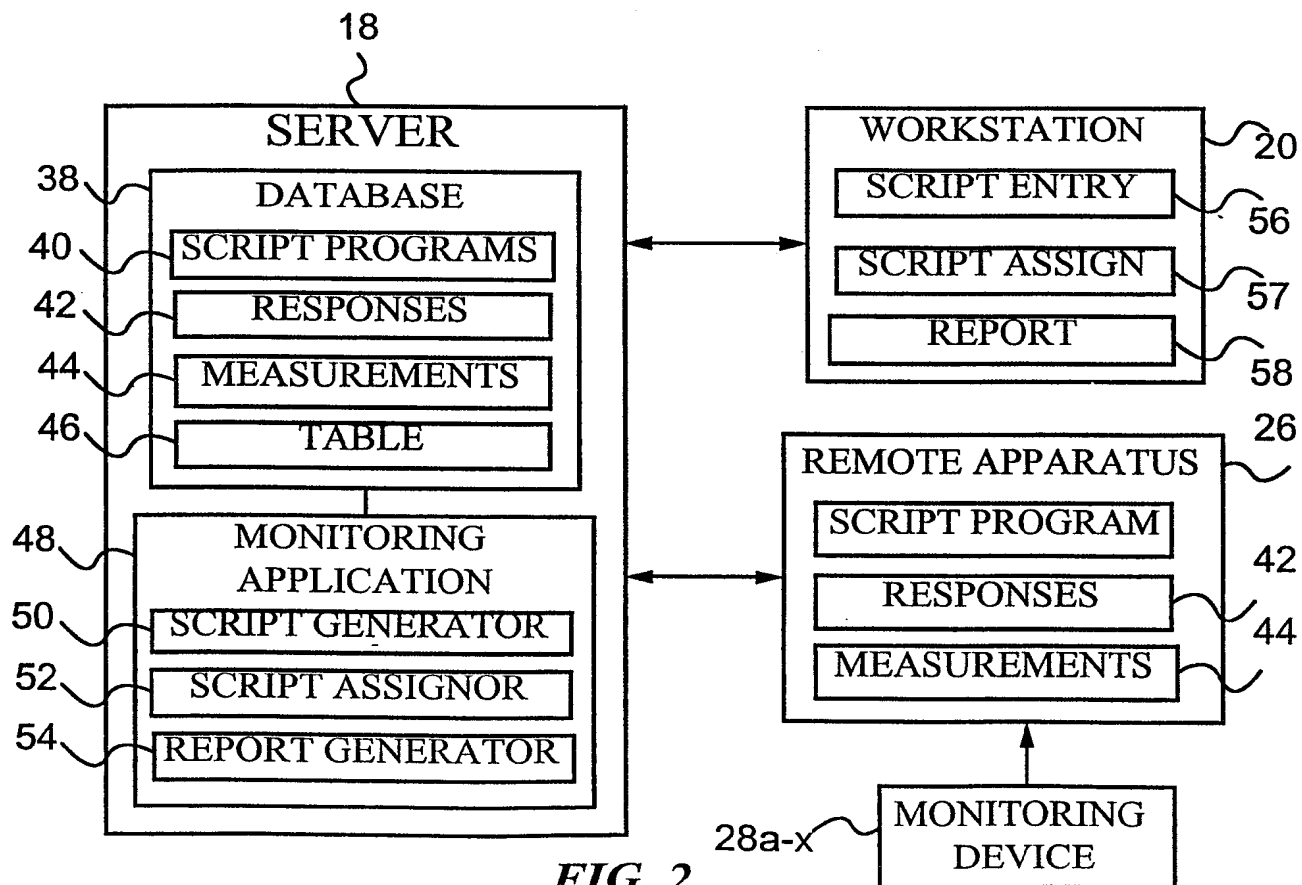 18
SERVER
38
DATABASE
40
SCRIPT PROGRAMS
42
RESPONSES
44
MEASUREMENTS
46
TABLE
48
MONITORING
APPLICATION
50
SCRIPT GENERATOR
52
SCRIPT ASSIGNOR
54
REPORT GENERATOR
WORKSTATION
20
SCRIPT ENTRY
56
SCRIPT ASSIGN
57
REPORT
58
26
REMOTE APPARATUS
SCRIPT PROGRAM
42
RESPONSES
44
MEASUREMENTS
28a-x
MONITORING
DEVICE
FIG. 2